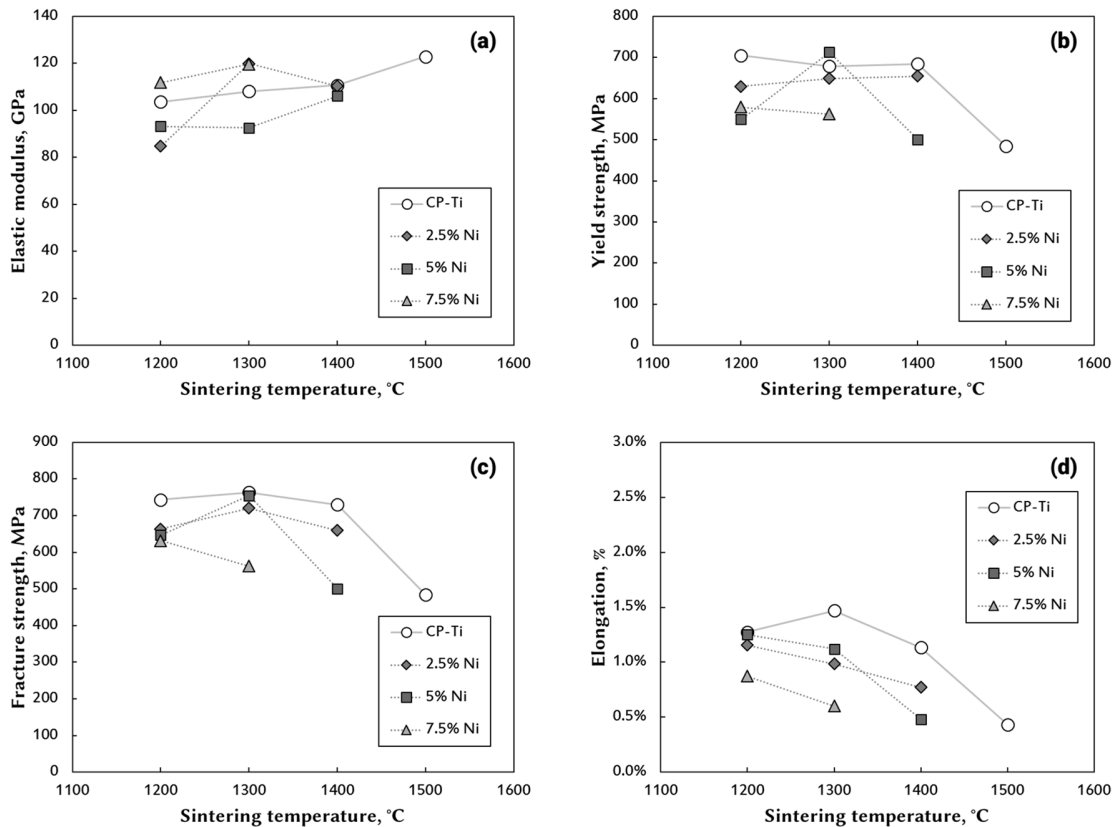 (a)
Elastic modulus, GPa
140
120
100
80
60
40
20
0
1100 1200 1300 1400 1500 1600
Sintering temperature, °C
CP-Ti
2.5% Ni
5% Ni
7.5% Ni
(b)
Yield strength, MPa
800
700
600
500
400
300
200
100
0
1100 1200 1300 1400 1500 1600
Sintering temperature, °C
CP-Ti
2.5% Ni
5% Ni
7.5% Ni
(c)
Fracture strength, MPa
900
800
700
600
500
400
300
200
100
0
1100 1200 1300 1400 1500 1600
Sintering temperature, °C
CP-Ti
2.5% Ni
5% Ni
7.5% Ni
(d)
Elongation, %
3.0%
2.5%
2.0%
1.5%
1.0%
0.5%
0.0%
1100 1200 1300 1400 1500 1600
Sintering temperature, °C
CP-Ti
2.5% Ni
5% Ni
7.5% Ni